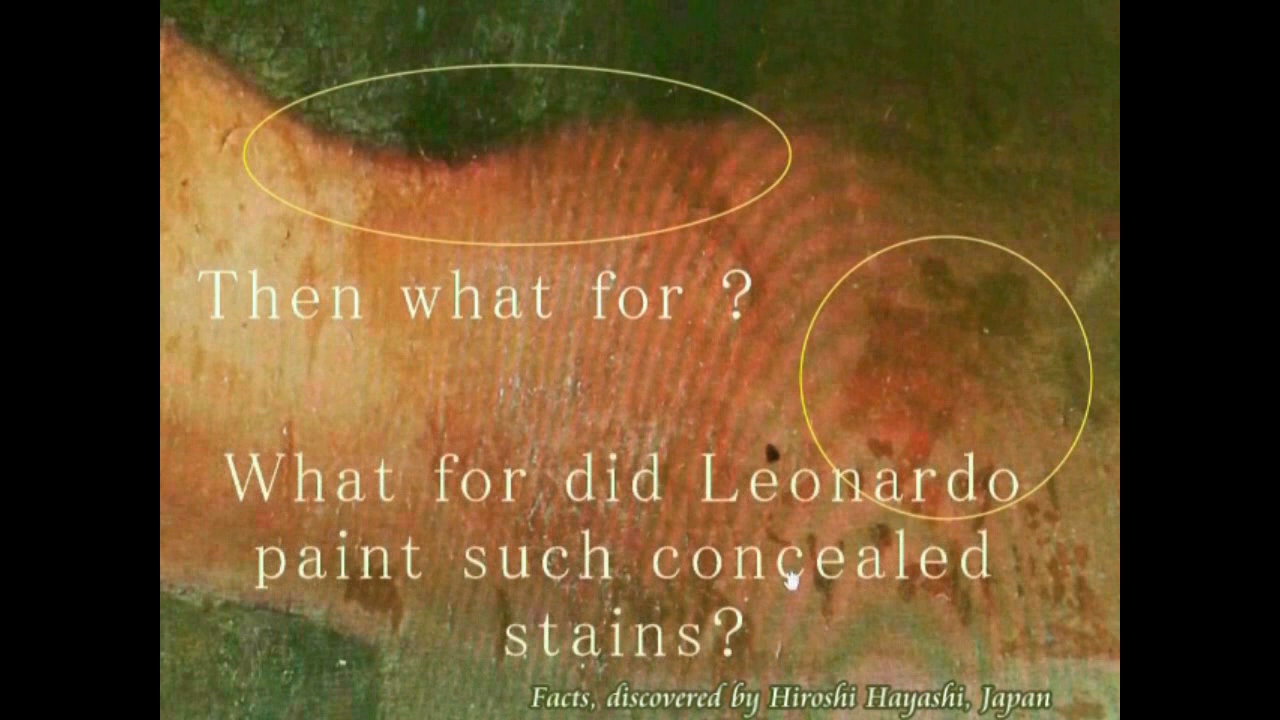 Then what for ?
What for did Leonardo
paint such concealed
stains?
Facts, discovered by Hiroshi Hayashi, Japan